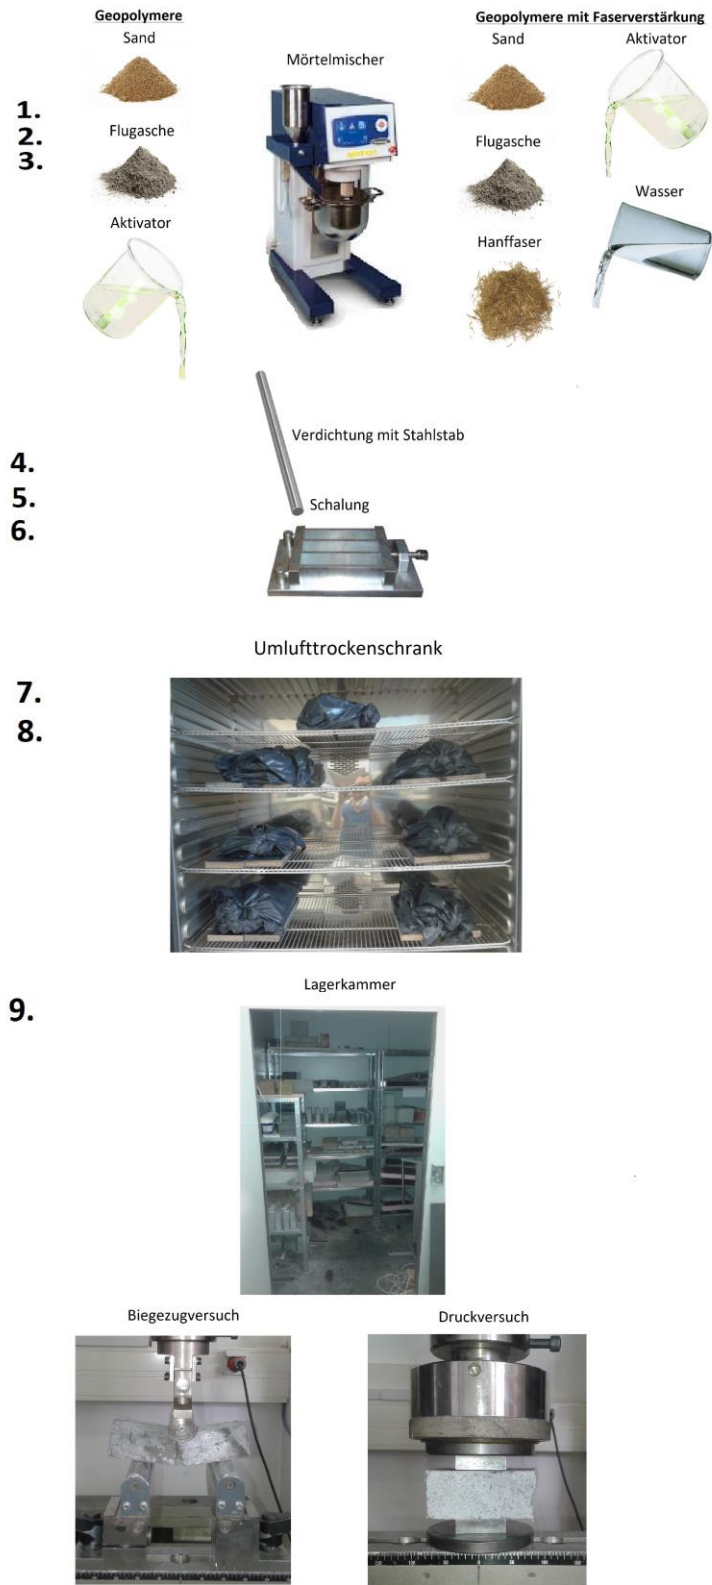 Geopolymere
Geopolymere mit Faserverstärkung
Sand
Mörtelmischer
Sand
Aktivator
1.
2.
3.
Flugasche
Flugasche
Aktivator
Wasser
Hanffaser
Verdichtung mit Stahlstab
4.
5.
Schalung
6.
Umlufttrockenschrank
7.
8.
Lagerkammer
9.
Biegezugversuch
Druckversuch